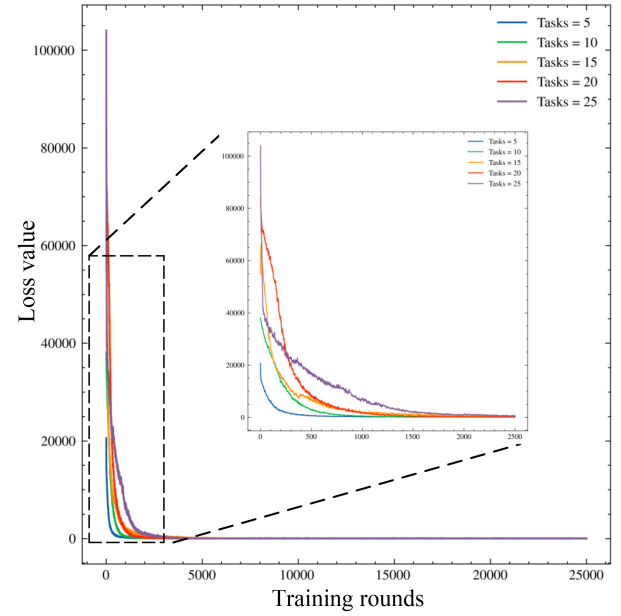 Tasks = 5
Tasks = 10
Tasks = 15
Tasks = 20
Tasks = 25
100000
80000
60000
40000
20000
0
Loss value
Tasks = 5
Tasks = 10
Tasks = 15
Tasks = 20
Tasks = 25
100000
80000
60000
40000
20000
0
0 500 1000 1500 2000 2500
0 5000 10000 15000 20000 25000
Training rounds